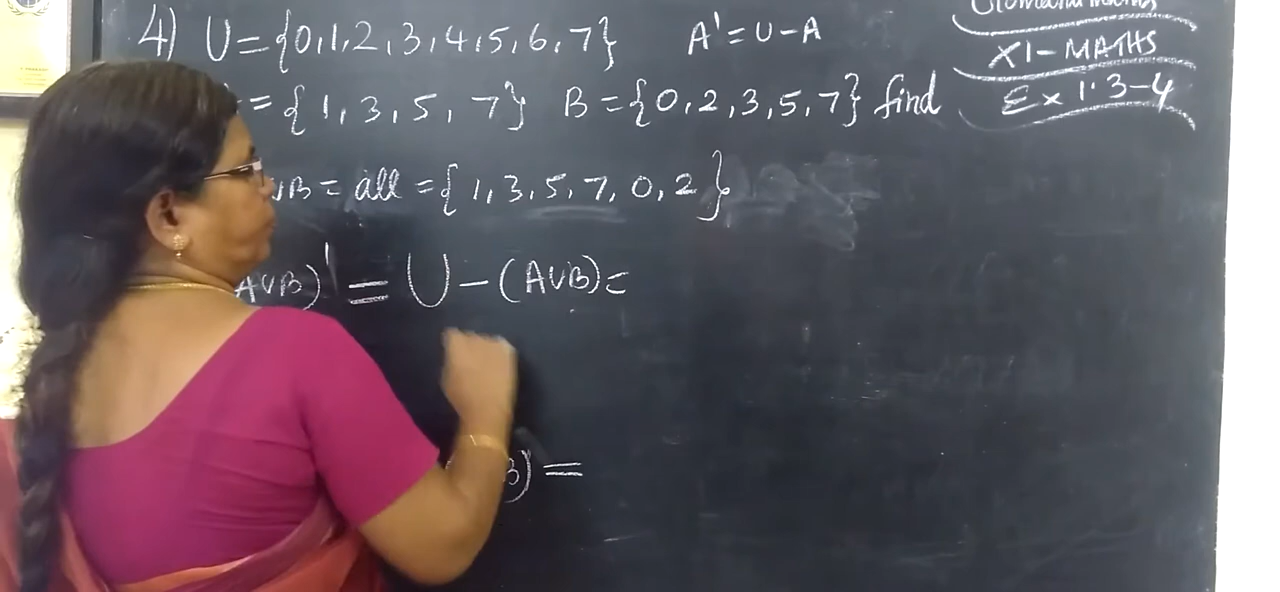 4) U={0,1,2,3,4,5,6,7} A'=U-A
={1,3,5,7} B={0,2,3,5,7} find
XI-MATHS
Ex 1.3-4
UB= all ={1,3,5,7,0,2}
AUB)' = U-(AUB)=
B) =